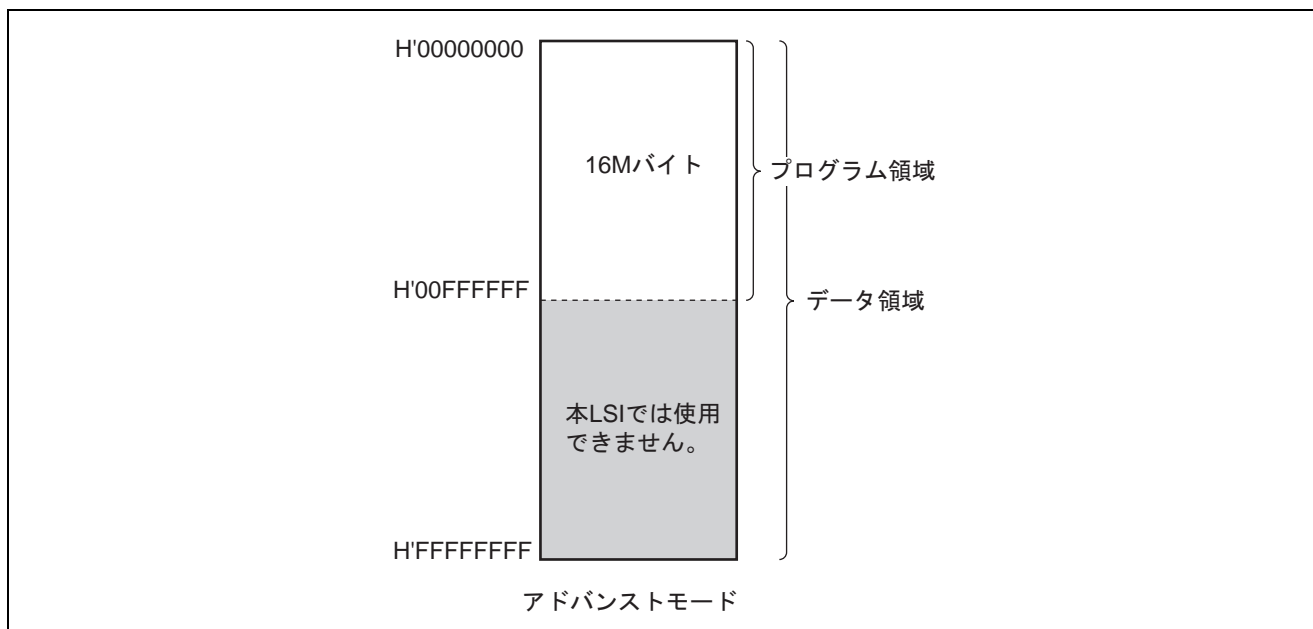 H'00000000
16Mバイト
プログラム領域
H'00FFFFFF
データ領域
本LSIでは使用
できません。
H'FFFFFFFF
アドバンストモード